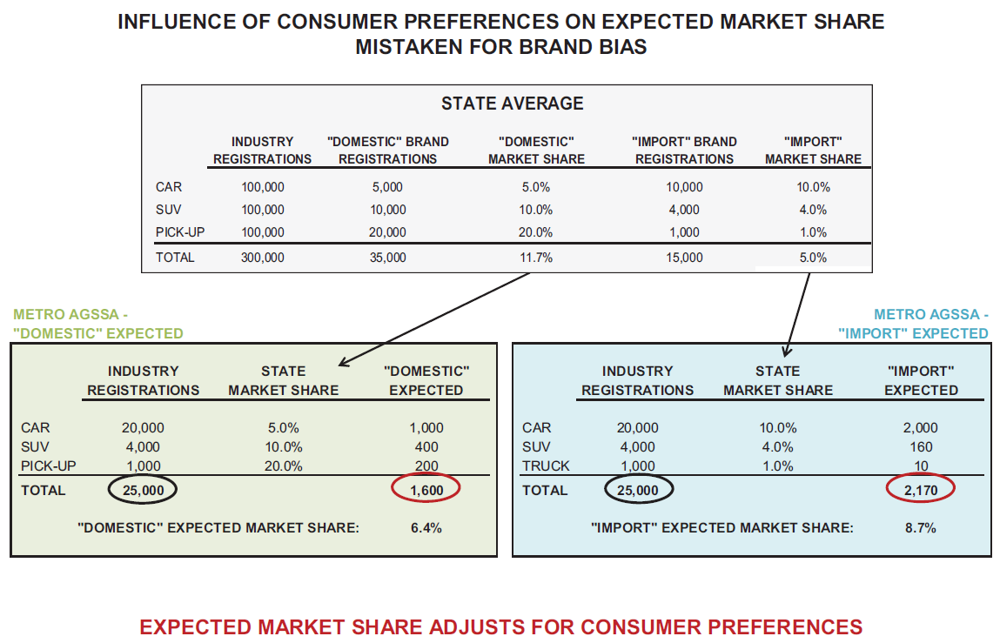 INFLUENCE OF CONSUMER PREFERENCES ON EXPECTED MARKET SHARE
MISTAKEN FOR BRAND BIAS
STATE AVERAGE
INDUSTRY "DOMESTIC" BRAND "DOMESTIC" "IMPORT" BRAND "IMPORT"
REGISTRATIONS REGISTRATIONS MARKET SHARE REGISTRATIONS MARKET SHARE
CAR 100,000 5,000 5.0% 10,000 10.0%
SUV 100,000 10,000 10.0% 4,000 4.0%
PICK-UP 100,000 20,000 20.0% 1,000 1.0%
TOTAL 300,000 35,000 11.7% 15,000 5.0%
METRO AGSSA -
"DOMESTIC" EXPECTED
INDUSTRY STATE "DOMESTIC"
REGISTRATIONS MARKET SHARE EXPECTED
CAR 20,000 5.0% 1,000
SUV 4,000 10.0% 400
PICK-UP 1,000 20.0% 200
TOTAL 25,000 1,600
"DOMESTIC" EXPECTED MARKET SHARE: 6.4%
METRO AGSSA -
"IMPORT" EXPECTED
INDUSTRY STATE "IMPORT"
REGISTRATIONS MARKET SHARE EXPECTED
CAR 20,000 10.0% 2,000
SUV 4,000 4.0% 160
TRUCK 1,000 1.0% 10
TOTAL 25,000 2,170
"IMPORT" EXPECTED MARKET SHARE: 8.7%
EXPECTED MARKET SHARE ADJUSTS FOR CONSUMER PREFERENCES